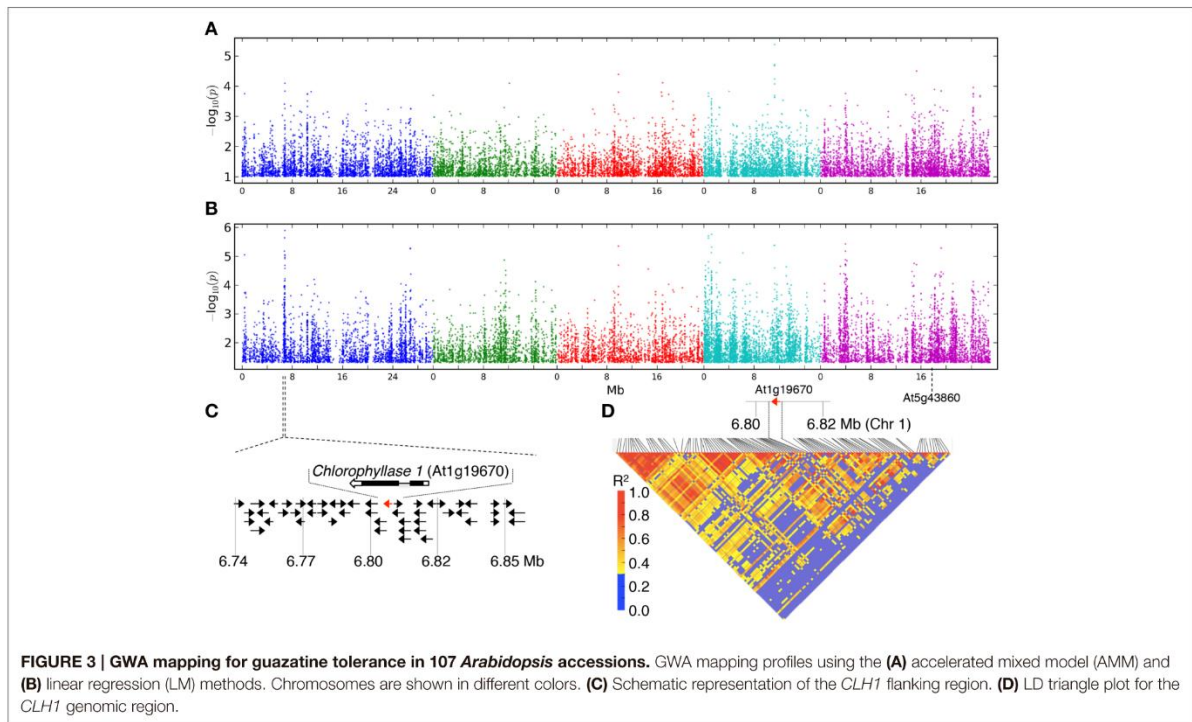 A
5
4
3
2
1
−log₁₀(p)
0 8 16 24 0 8 0 8 0 8 0 8 16
B
6
5
4
3
2
−log₁₀(p)
0 8 16 24 0 8 0 8 16 0 8 0 8 16
Mb
At1g19670
At5g43860
C
Chlorophyllase 1 (At1g19670)
6.74 6.77 6.80 6.82 6.85 Mb
D
6.80 6.82 Mb (Chr 1)
R²
1.0
0.8
0.6
0.4
0.2
0.0
FIGURE 3 | GWA mapping for guazatine tolerance in 107 Arabidopsis accessions. GWA mapping profiles using the (A) accelerated mixed model (AMM) and
(B) linear regression (LM) methods. Chromosomes are shown in different colors. (C) Schematic representation of the CLH1 flanking region. (D) LD triangle plot for the
CLH1 genomic region.